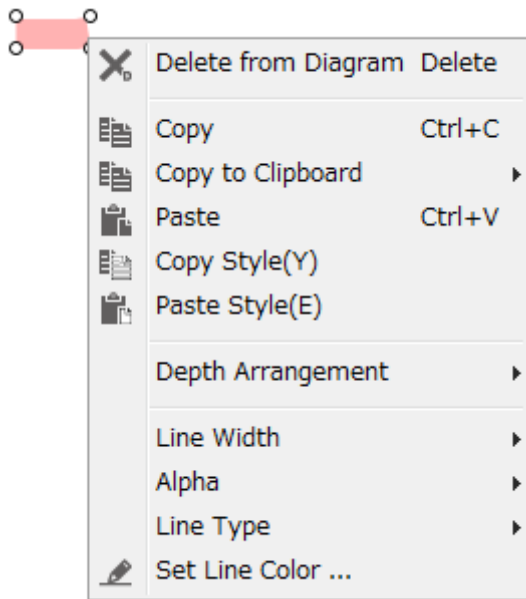 Delete from Diagram Delete
Copy Ctrl+C
Copy to Clipboard
Paste Ctrl+V
Copy Style(Y)
Paste Style(E)
Depth Arrangement
Line Width
Alpha
Line Type
Set Line Color ...